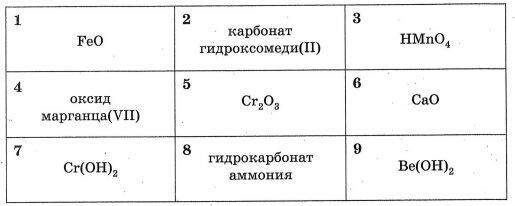 1
FeO
2
карбонат
гидроксомеди(II)
3
HMnO₄
4
оксид
марганца(VII)
5
Cr₂O₃
6
CaO
7
Cr(OH)₂
8
гидрокарбонат
аммония
9
Be(OH)₂